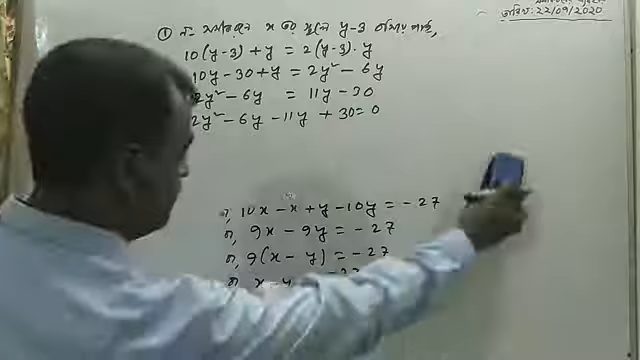 তারিখ: 22/09/2020
① নং সমীকরণে x এর মূলে y-3 বসিয়ে পাই,
10(y-3)+y = 2(y-3).y
10y-30+y = 2y²-6y
2y²-6y = 11y-30
2y²-6y-11y+30=0
বা, 10x-x+y-10y=-27
বা, 9x-9y=-27
বা, 9(x-y)=-27
বা,